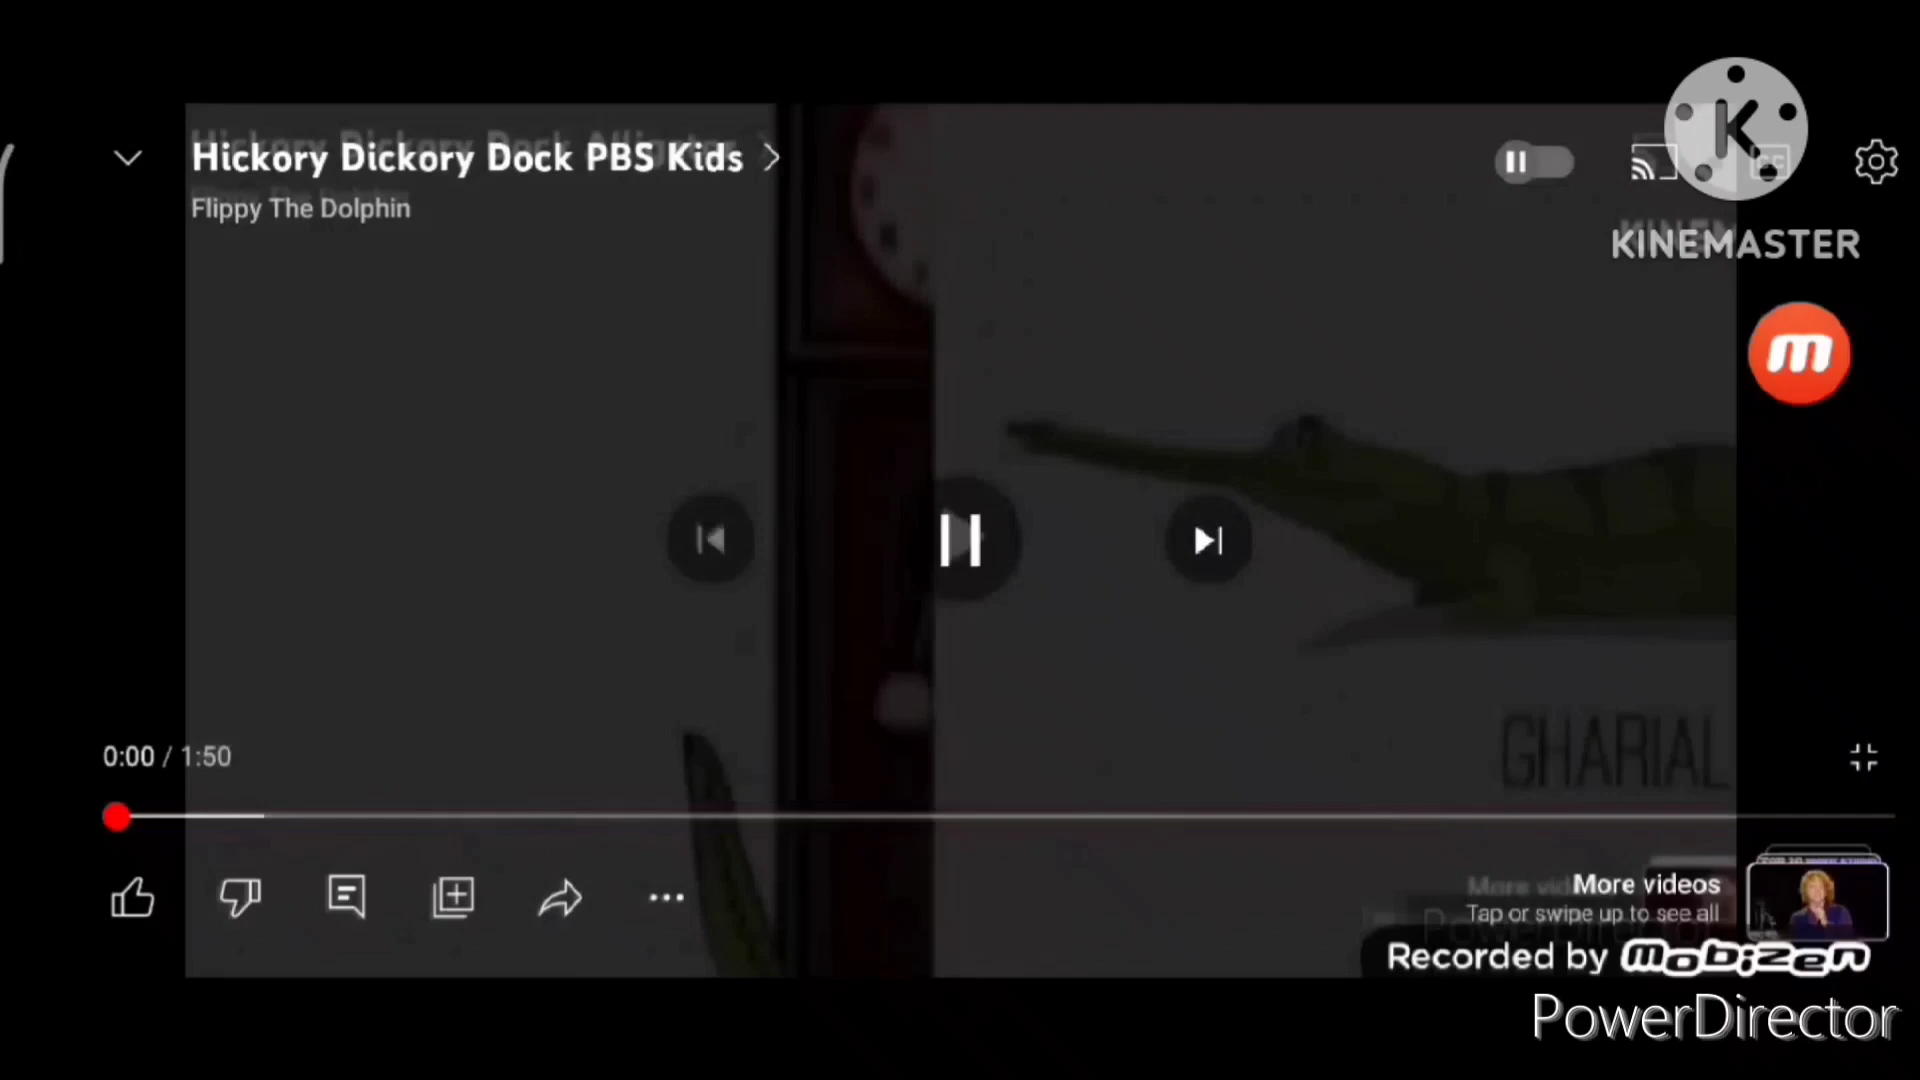 Hickory Dickory Dock PBS Kids
Flippy The Dolphin
K
CC
KINEMASTER
m
GHARIAL
0:00 / 1:50
More videos
Tap or swipe up to see all
Recorded by mobizen
PowerDirector